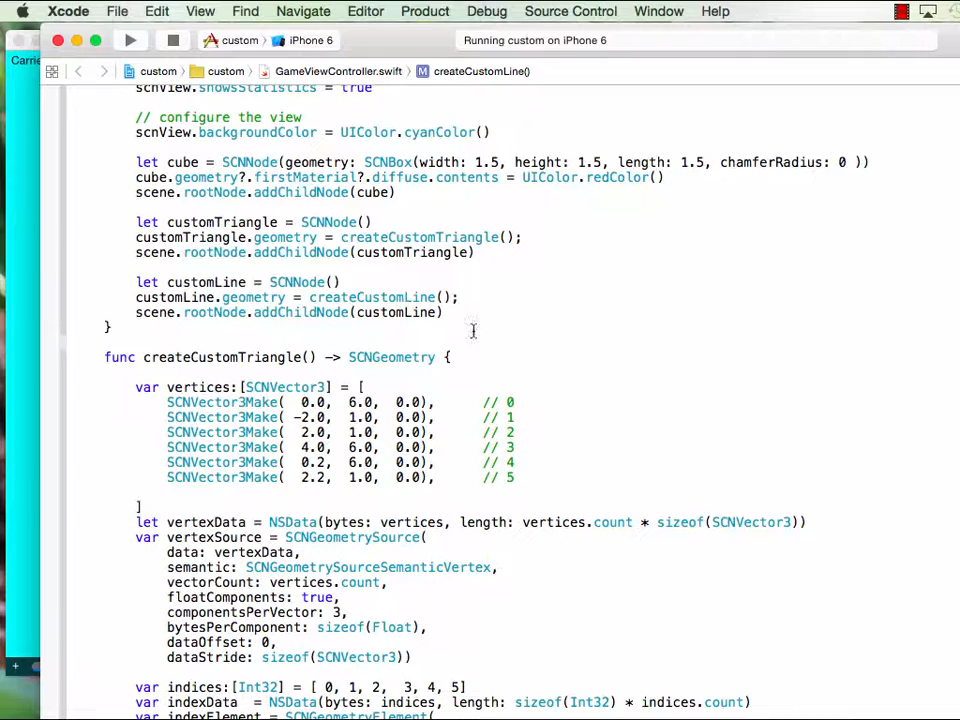 Xcode File Edit View Find Navigate Editor Product Debug Source Control Window Help
custom iPhone 6 Running custom on iPhone 6
Carrie
custom custom GameViewController.swift M createCustomLine()
scnView.showsStatistics = true
// configure the view
scnView.backgroundColor = UIColor.cyanColor()
let cube = SCNNode(geometry: SCNBox(width: 1.5, height: 1.5, length: 1.5, chamferRadius: 0 ))
cube.geometry?.firstMaterial?.diffuse.contents = UIColor.redColor()
scene.rootNode.addChildNode(cube)
let customTriangle = SCNNode()
customTriangle.geometry = createCustomTriangle();
scene.rootNode.addChildNode(customTriangle)
let customLine = SCNNode()
customLine.geometry = createCustomLine();
scene.rootNode.addChildNode(customLine)
}
func createCustomTriangle() -> SCNGeometry {
var vertices:[SCNVector3] = [
SCNVector3Make( 0.0, 6.0, 0.0), // 0
SCNVector3Make( -2.0, 1.0, 0.0), // 1
SCNVector3Make( 2.0, 1.0, 0.0), // 2
SCNVector3Make( 4.0, 6.0, 0.0), // 3
SCNVector3Make( 0.2, 6.0, 0.0), // 4
SCNVector3Make( 2.2, 1.0, 0.0), // 5
]
let vertexData = NSData(bytes: vertices, length: vertices.count * sizeof(SCNVector3))
var vertexSource = SCNGeometrySource(
data: vertexData,
semantic: SCNGeometrySourceSemanticVertex,
vectorCount: vertices.count,
floatComponents: true,
componentsPerVector: 3,
bytesPerComponent: sizeof(Float),
dataOffset: 0,
dataStride: sizeof(SCNVector3))
var indices:[Int32] = [ 0, 1, 2, 3, 4, 5]
var indexData = NSData(bytes: indices, length: sizeof(Int32) * indices.count)
var indexElement = SCNGeometryElement(